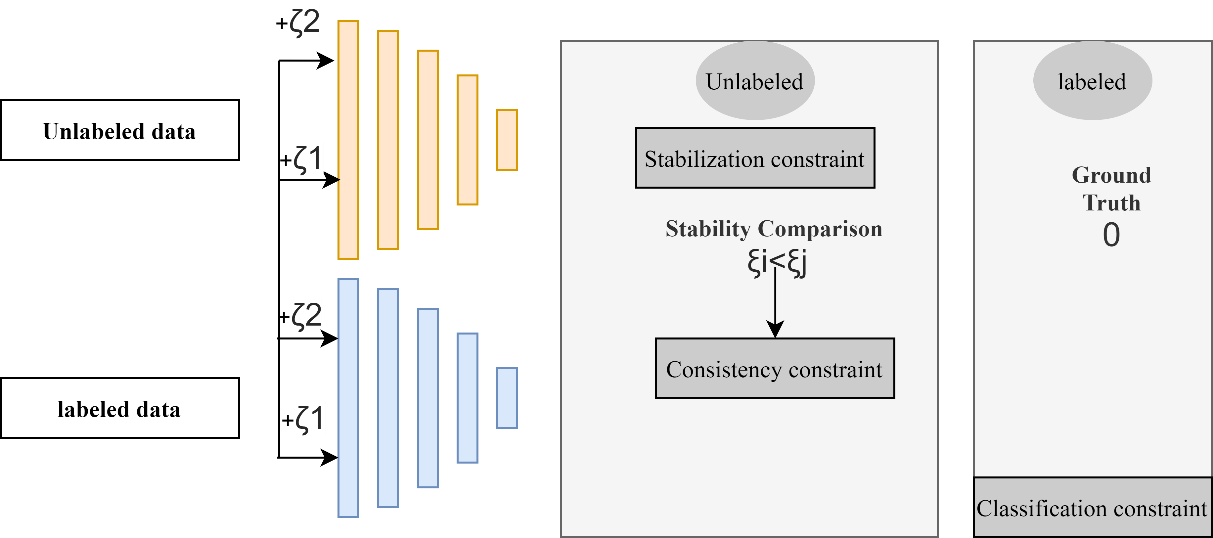 +ζ2
Unlabeled data
+ζ1
+ζ2
labeled data
+ζ1
Unlabeled
Stabilization constraint
Stability Comparison
ξi<ξj
Consistency constraint
labeled
Ground
Truth
0
Classification constraint